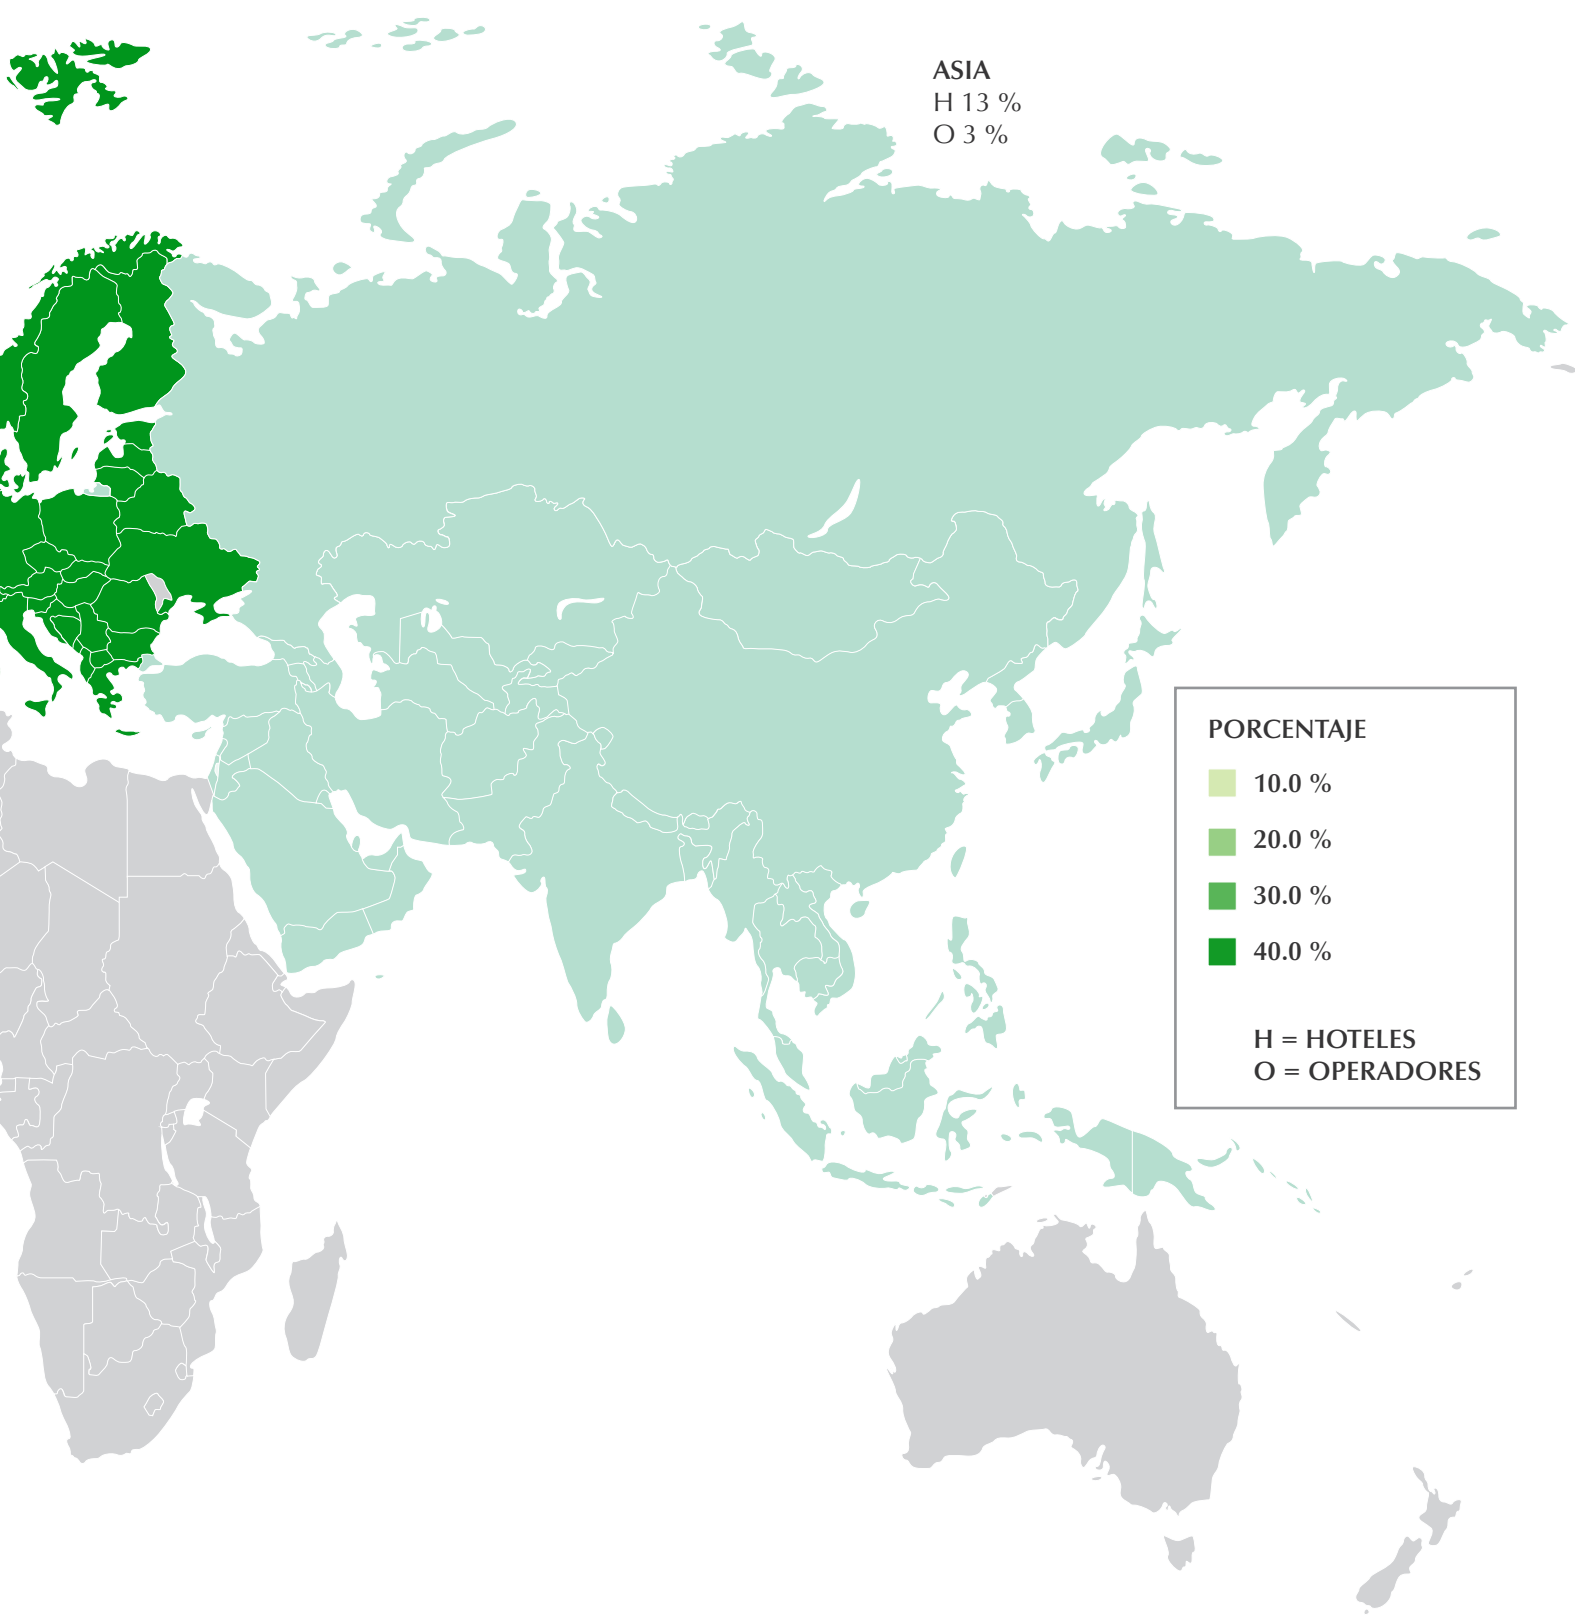 ASIA
H 13 %
O 3 %
PORCENTAJE
10.0 %
20.0 %
30.0 %
40.0 %
H = HOTELES
O = OPERADORES